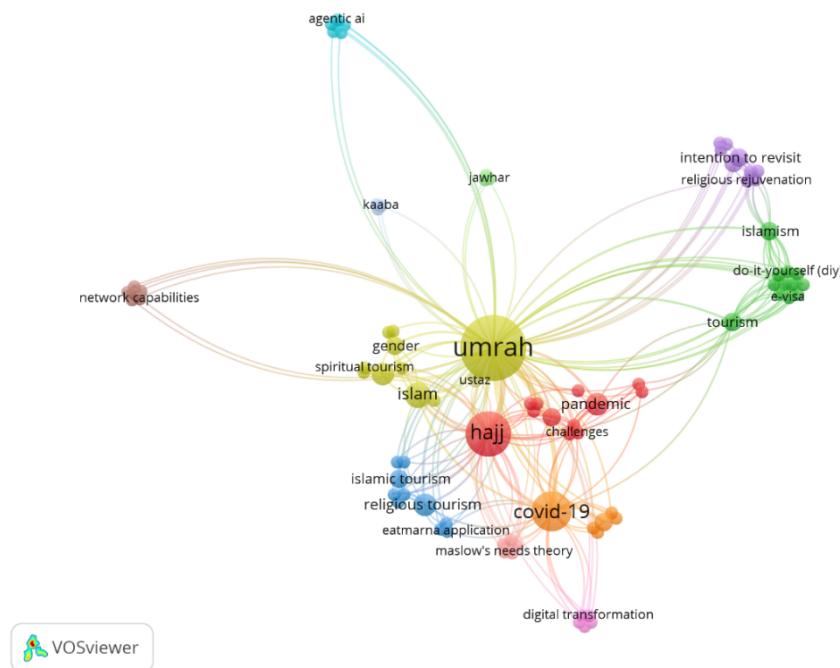 agentic ai
intention to revisit
jawhar
religious rejuvenation
kaaba
islamism
do-it-yourself (diy)
network capabilities
e-visa
tourism
umrah
gender
spiritual tourism
ustaz
islam
pandemic
hajj
challenges
islamic tourism
religious tourism
covid-19
eatmarna application
maslow's needs theory
digital transformation
VOSviewer